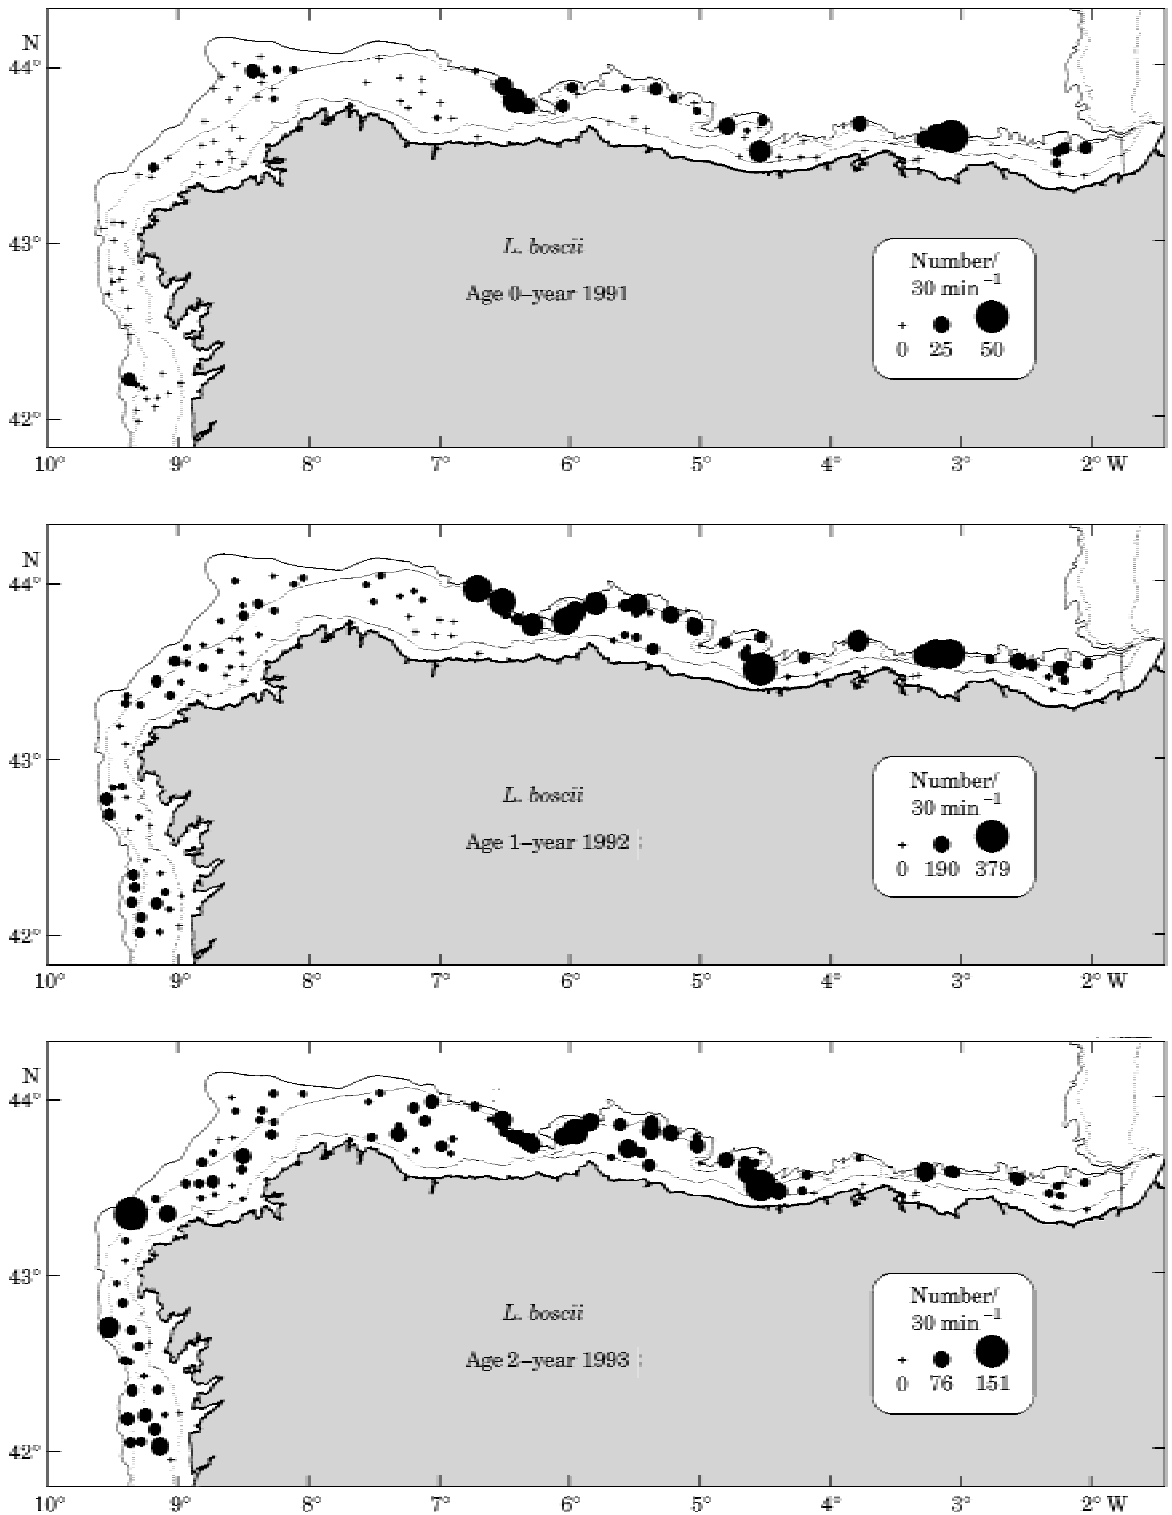 N
44°
43°
42°
L. boscii
Age 0–year 1991
Number/
30 min⁻¹
0 25 50
10° 9° 8° 7° 6° 5° 4° 3° 2° W
N
44°
43°
42°
L. boscii
Age 1–year 1992
Number/
30 min⁻¹
0 190 379
10° 9° 8° 7° 6° 5° 4° 3° 2° W
N
44°
43°
42°
L. boscii
Age 2–year 1993
Number/
30 min⁻¹
0 76 151
10° 9° 8° 7° 6° 5° 4° 3° 2° W